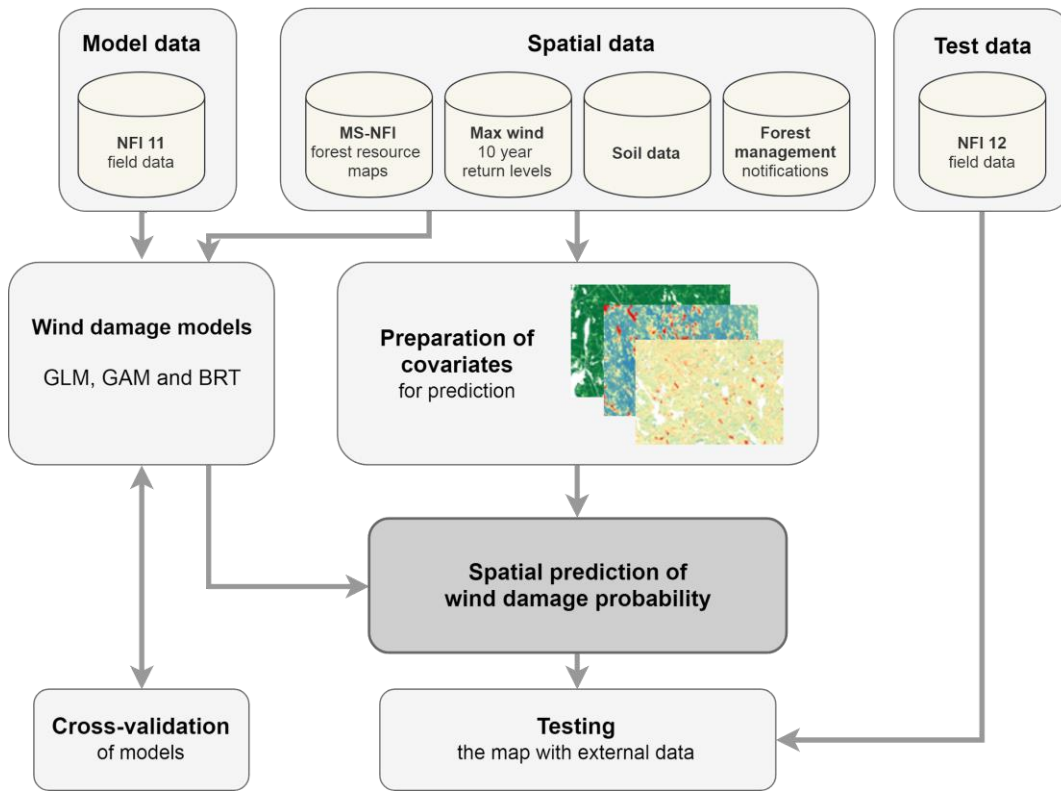 Model data
NFI 11
field data
Spatial data
MS-NFI
forest resource
maps
Max wind
10 year
return levels
Soil data
Forest
management
notifications
Test data
NFI 12
field data
Wind damage models
GLM, GAM and BRT
Preparation of
covariates
for prediction
Spatial prediction of
wind damage probability
Cross-validation
of models
Testing
the map with external data